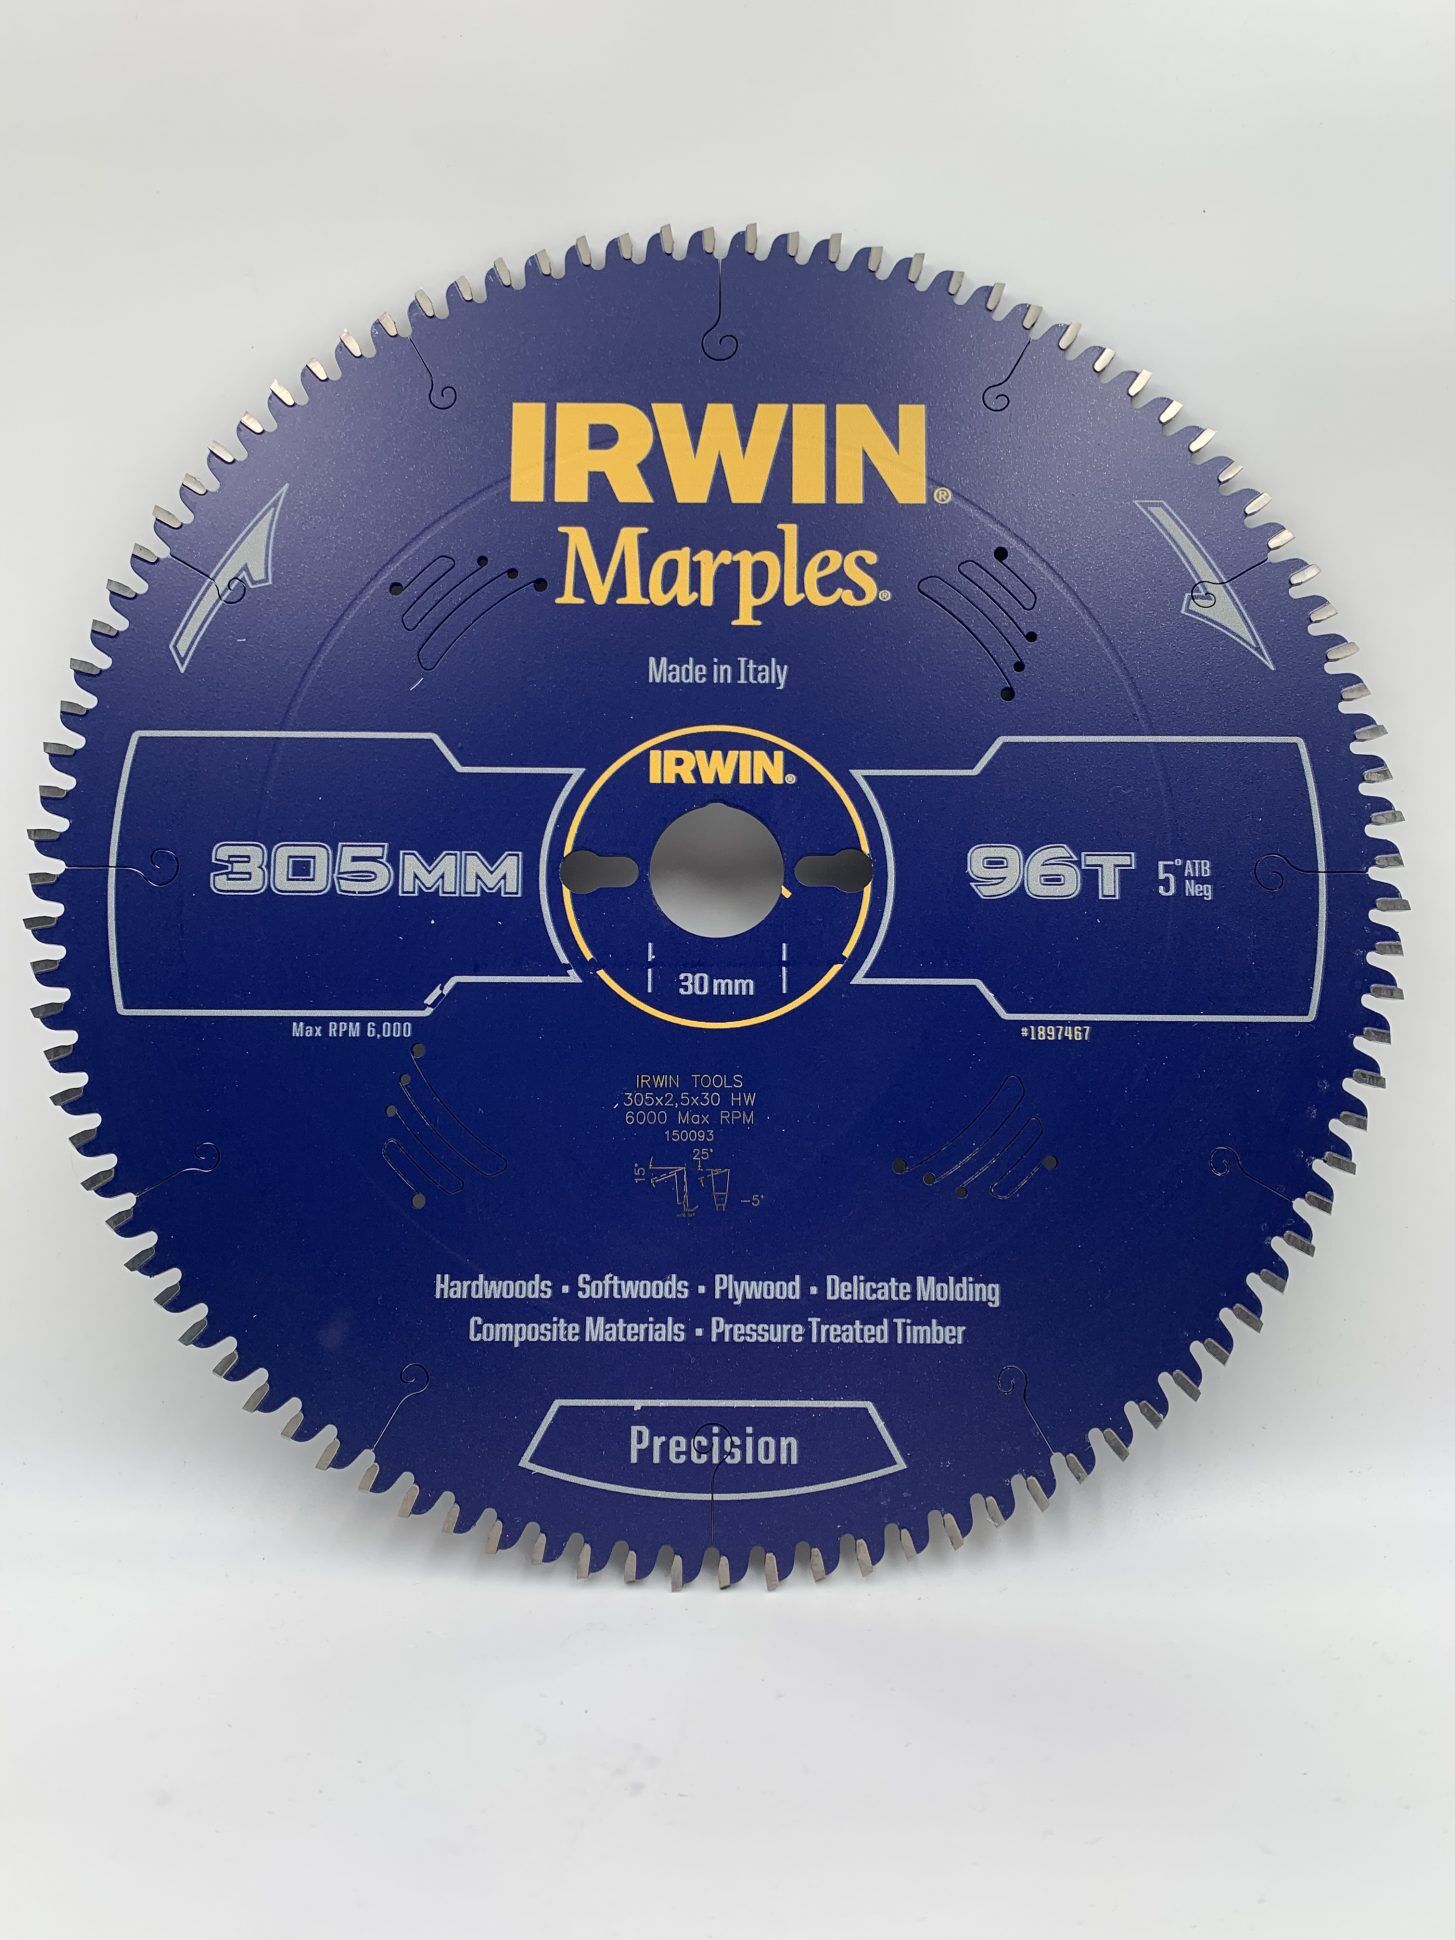 IRWIN®
Marples®
Made in Italy
IRWIN®
305MM
96T 5° ATB Neg
30mm
Max RPM 6,000
#1897467
IRWIN TOOLS
305x2,5x30 HW
6000 Max RPM
150093
15° 25° -5°
Hardwoods ▪ Softwoods ▪ Plywood ▪ Delicate Molding
Composite Materials ▪ Pressure Treated Timber
Precision